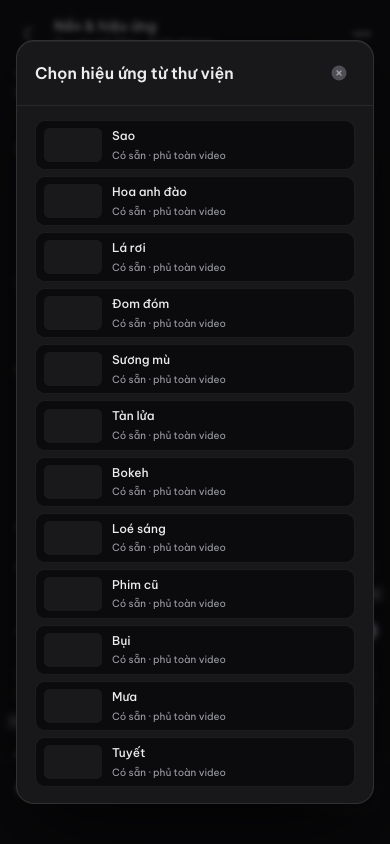 Nền & hiệu ứng
Chọn hiệu ứng từ thư viện
Sao
Có sẵn · phủ toàn video
Hoa anh đào
Có sẵn · phủ toàn video
Lá rơi
Có sẵn · phủ toàn video
Đom đóm
Có sẵn · phủ toàn video
Sương mù
Có sẵn · phủ toàn video
Tàn lửa
Có sẵn · phủ toàn video
Bokeh
Có sẵn · phủ toàn video
Loé sáng
Có sẵn · phủ toàn video
Phim cũ
Có sẵn · phủ toàn video
Bụi
Có sẵn · phủ toàn video
Mưa
Có sẵn · phủ toàn video
Tuyết
Có sẵn · phủ toàn video